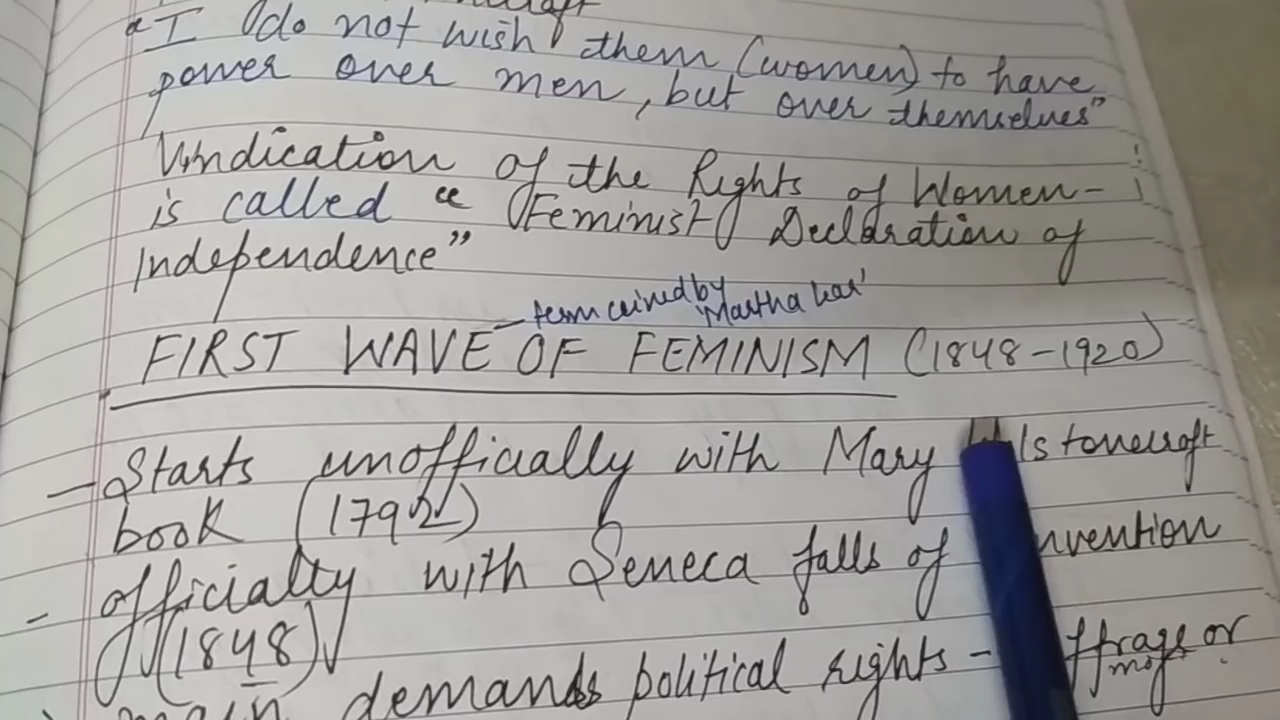 "I do not wish them (women) to have
power over men, but over themselves"
Vindication of the Rights of Women-
is called "Feminist Declaration of
Independence"
- term coined by
'Martha
FIRST WAVE OF FEMINISM (1848-1920)
- Starts unofficially with Mary
book (1792)
- officially with Seneca falls of
(1848)
main demands political rights - or